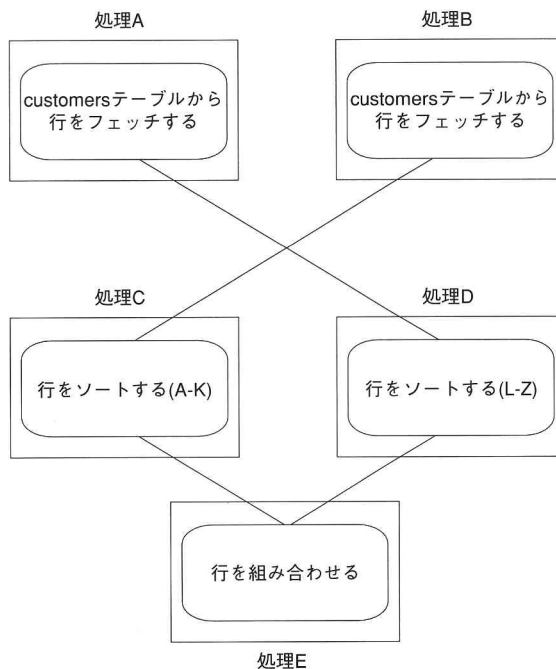 処理A
処理B
customersテーブルから
行をフェッチする
customersテーブルから
行をフェッチする
処理C
処理D
行をソートする(A-K)
行をソートする(L-Z)
行を組み合わせる
処理E